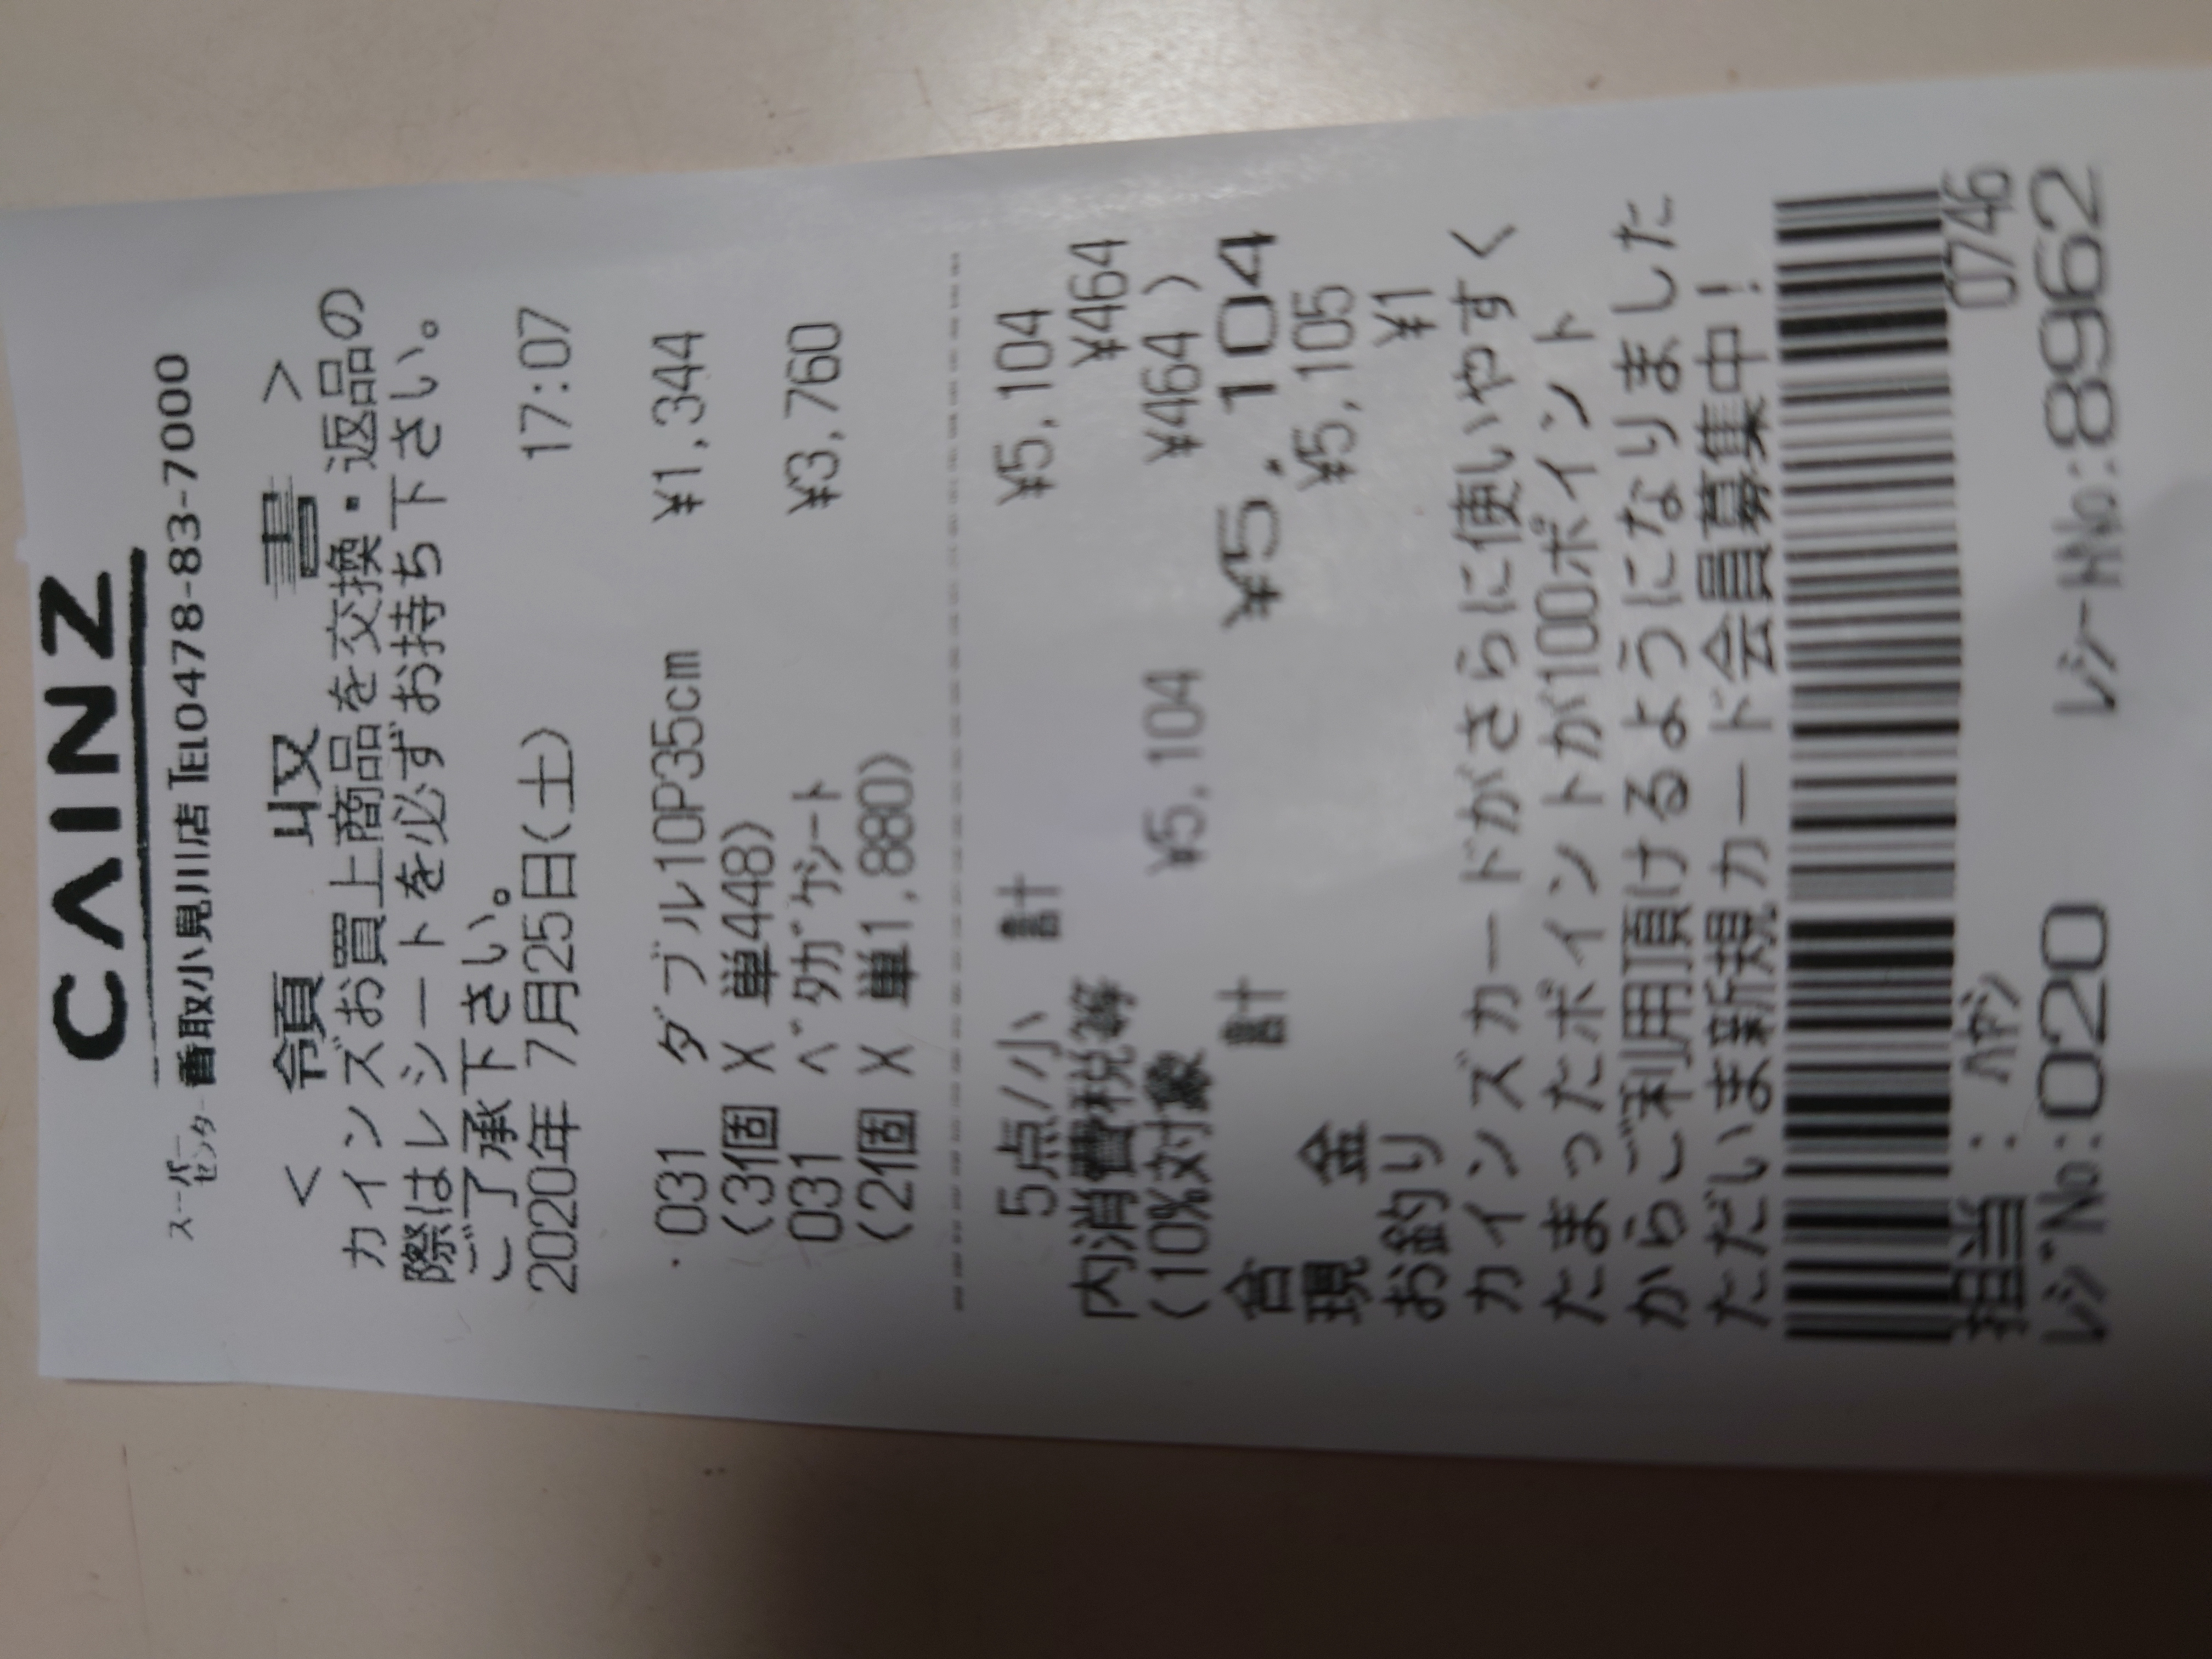 CAINZ
スーパーセンター 香取小見川店 TEL0478-83-7000
< 領 収 書 >
カインズお買上商品を交換・返品の
際はレシートを必ずお持ち下さい。
ご了承下さい。
2020年 7月25日(土) 17:07
031 ダブル10P35cm ¥1,344
(3個 X 単448)
031 ﾍﾞﾀｶﾞｹｼｰﾄ ¥3,760
(2個 X 単1,880)
5点/小 計 ¥5,104
内消費税等 ¥464
(10%対象 ¥5,104 ¥464)
合 計 ¥5,104
現 金 ¥5,105
お釣り ¥1
カインズカードがさらに使いやすく
たまったポイントが100ポイント
からご利用頂けるようになりました
ただいま新規カード会員募集中!
担当: ﾊﾔｼ 0746
ﾚｼﾞNo:020 ﾚｼｰﾄNo:8962